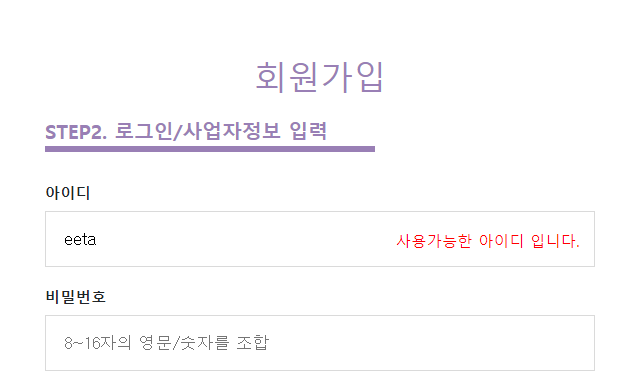 회원가입
STEP2. 로그인/사업자정보 입력
아이디
eeta 사용가능한 아이디 입니다.
비밀번호
8~16자의 영문/숫자를 조합